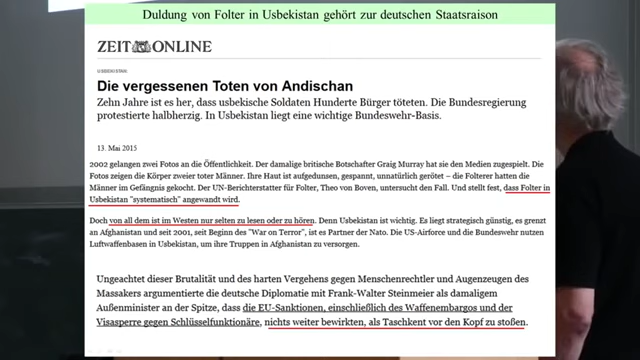 Duldung von Folter in Usbekistan gehört zur deutschen Staatsraison
ZEIT ONLINE
USBEKISTAN
Die vergessenen Toten von Andischan
Zehn Jahre ist es her, dass usbekische Soldaten Hunderte Bürger töteten. Die Bundesregierung
protestierte halbherzig. In Usbekistan liegt eine wichtige Bundeswehr-Basis.
13. Mai 2015
2002 gelangen zwei Fotos an die Öffentlichkeit. Der damalige britische Botschafter Graig Murray hat sie den Medien zugespielt. Die
Fotos zeigen die Körper zweier toter Männer. Ihre Haut ist aufgedunsen, gespannt, unnatürlich gerötet – die Folterer hatten die
Männer im Gefängnis gekocht. Der UN-Berichterstatter für Folter, Theo von Boven, untersucht den Fall. Und stellt fest, dass Folter in
Usbekistan "systematisch" angewandt wird.
Doch von all dem ist im Westen nur selten zu lesen oder zu hören. Denn Usbekistan ist wichtig. Es liegt strategisch günstig, es grenzt
an Afghanistan und seit 2001, seit Beginn des "War on Terror", ist es Partner der Nato. Die US-Airforce und die Bundeswehr nutzen
Luftwaffenbasen in Usbekistan, um ihre Truppen in Afghanistan zu versorgen.
Ungeachtet dieser Brutalität und des harten Vergehens gegen Menschenrechtler und Augenzeugen des
Massakers argumentierte die deutsche Diplomatie mit Frank-Walter Steinmeier als damaligem
Außenminister an der Spitze, dass die EU-Sanktionen, einschließlich des Waffenembargos und der
Visasperre gegen Schlüsselfunktionäre, nichts weiter bewirkten, als Taschkent vor den Kopf zu stoßen.